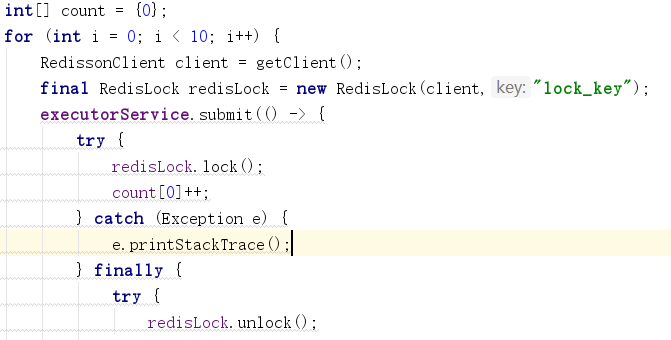 int[] count = {0};
for (int i = 0; i < 10; i++) {
    RedissonClient client = getClient();
    final RedisLock redisLock = new RedisLock(client, key: "lock_key");
    executorService.submit(() -> {
        try {
            redisLock.lock();
            count[0]++;
        } catch (Exception e) {
            e.printStackTrace();
        } finally {
            try {
                redisLock.unlock();